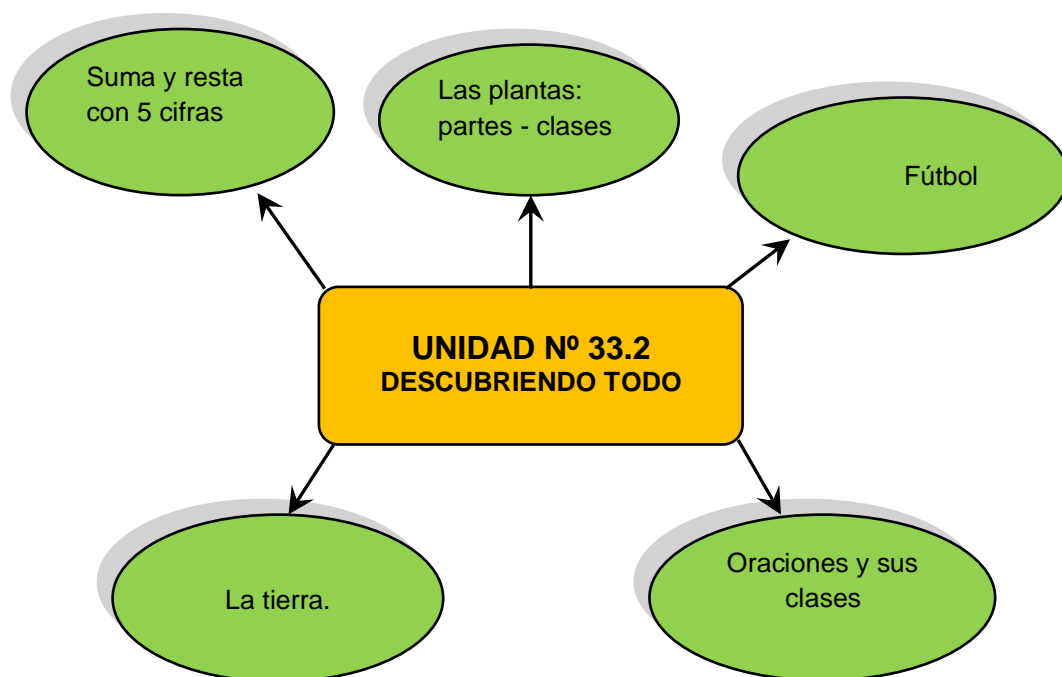 Suma y resta
con 5 cifras
Las plantas:
partes - clases
Fútbol
UNIDAD Nº 33.2
DESCUBRIENDO TODO
La tierra.
Oraciones y sus
clases